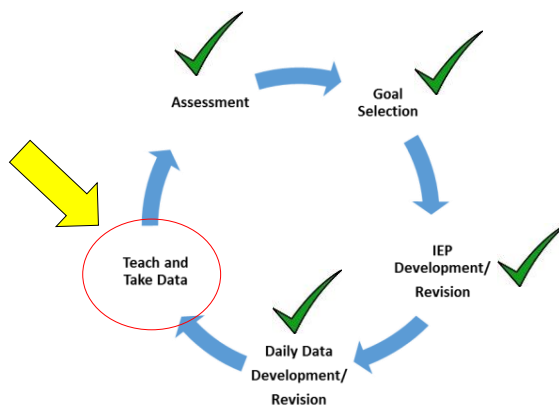 Assessment
Goal
Selection
IEP
Development/
Revision
Daily Data
Development/
Revision
Teach and
Take Data